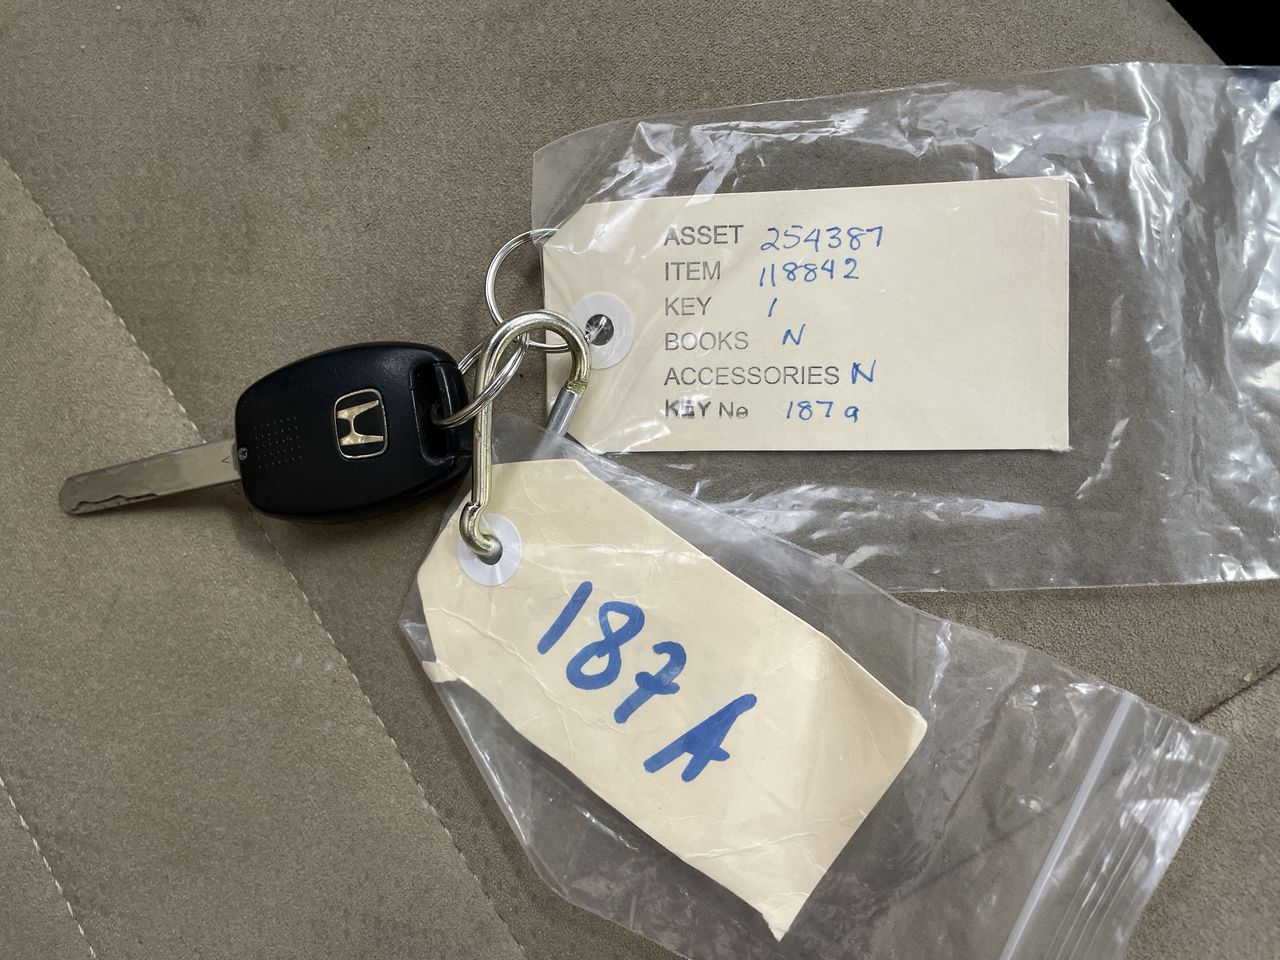 ASSET 254387
ITEM 118842
KEY 1
BOOKS N
ACCESSORIES N
KEY No 187a
187A